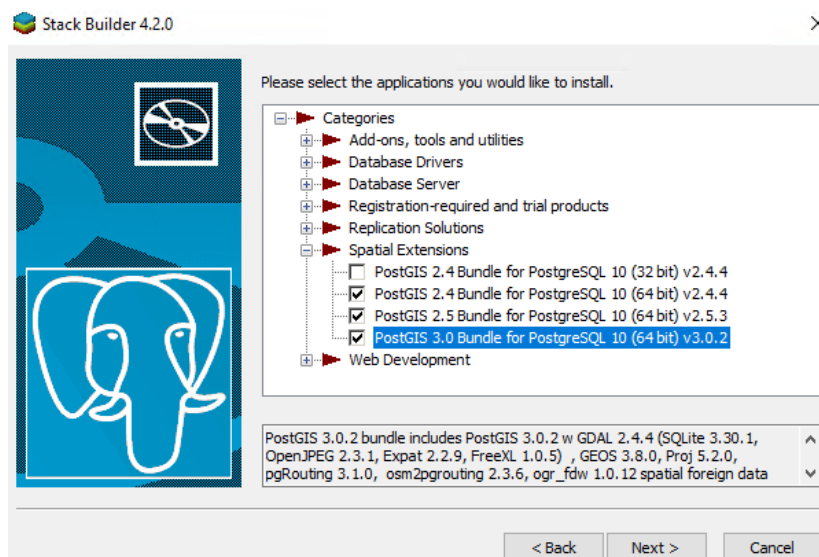 Stack Builder 4.2.0
Please select the applications you would like to install.
Categories
Add-ons, tools and utilities
Database Drivers
Database Server
Registration-required and trial products
Replication Solutions
Spatial Extensions
PostGIS 2.4 Bundle for PostgreSQL 10 (32 bit) v2.4.4
PostGIS 2.4 Bundle for PostgreSQL 10 (64 bit) v2.4.4
PostGIS 2.5 Bundle for PostgreSQL 10 (64 bit) v2.5.3
PostGIS 3.0 Bundle for PostgreSQL 10 (64 bit) v3.0.2
Web Development
PostGIS 3.0.2 bundle includes PostGIS 3.0.2 w GDAL 2.4.4 (SQLite 3.30.1,
OpenJPEG 2.3.1, Expat 2.2.9, FreeXL 1.0.5) , GEOS 3.8.0, Proj 5.2.0,
pgRouting 3.1.0, osm2pgrouting 2.3.6, ogr_fdw 1.0.12 spatial foreign data
< Back Next > Cancel